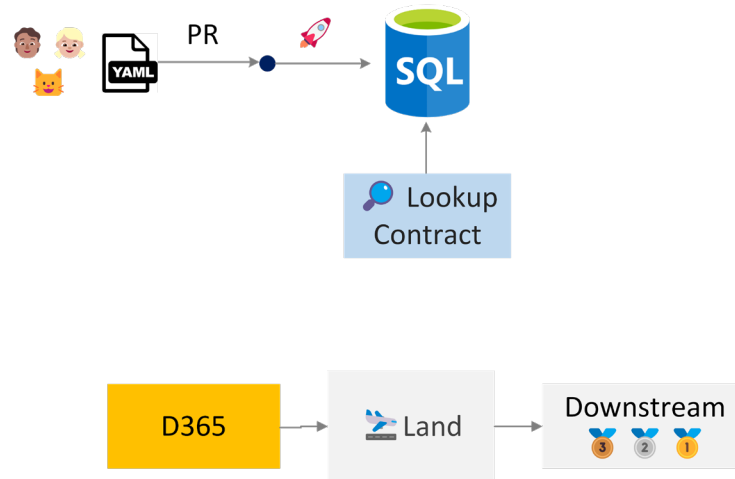 PR
YAML
SQL
Lookup
Contract
D365
Land
Downstream
3 2 1